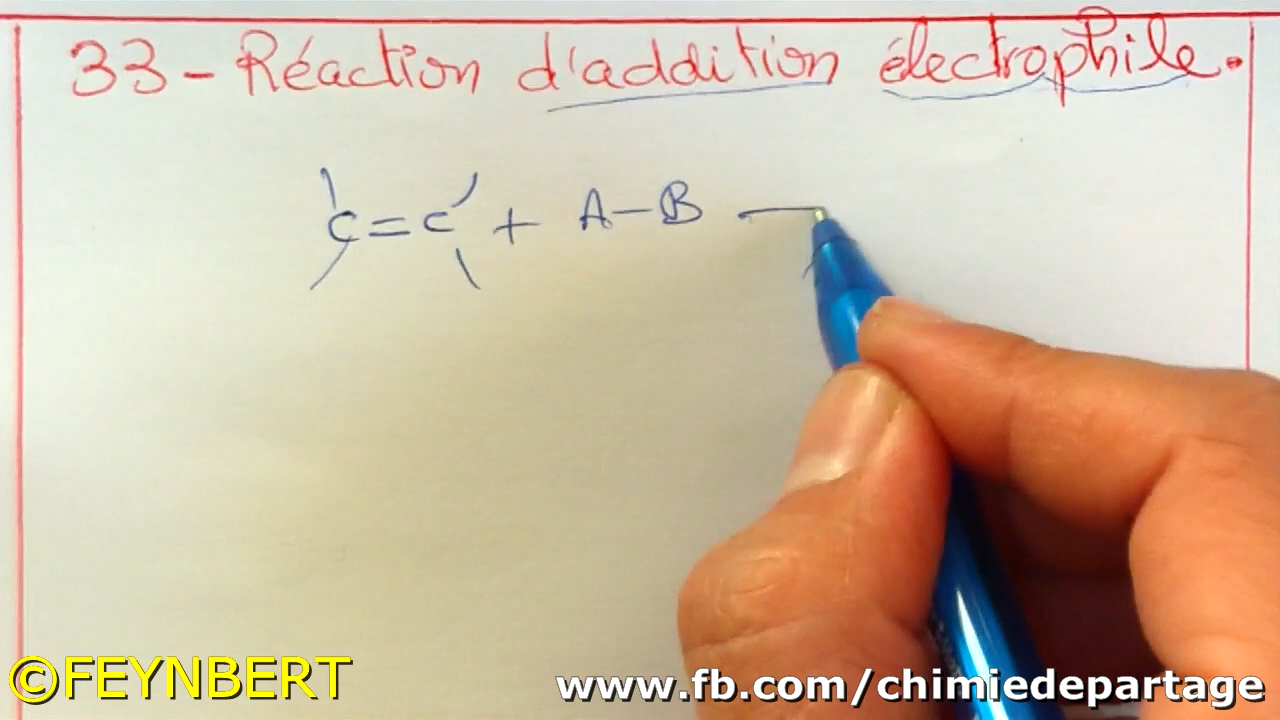 33 - Réaction d'addition électrophile.
C = C + A - B
©FEYNBERT
www.fb.com/chimiedepartage